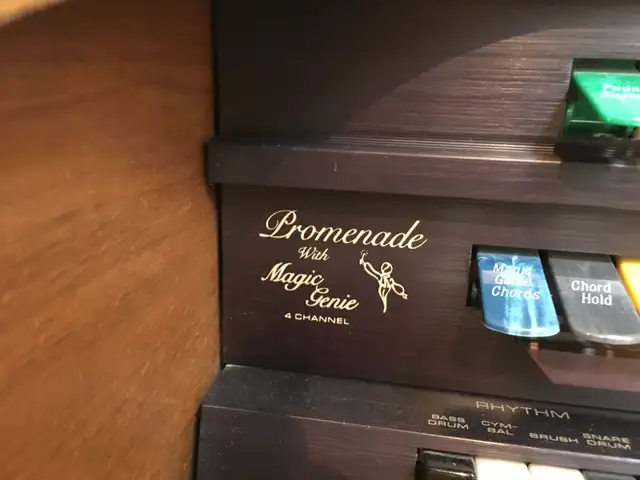 Promenade
With
Magic
Genie
4 CHANNEL
Magic
Genie
Chords
Chord
Hold
RHYTHM
BASS
DRUM
CYM-
BAL
BRUSH
SNARE
DRUM